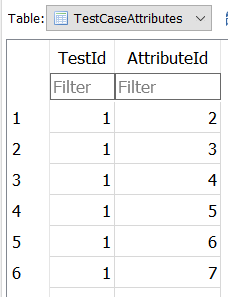 Table: TestCaseAttributes
TestId AttributeId
Filter Filter
1 1 2
2 1 3
3 1 4
4 1 5
5 1 6
6 1 7